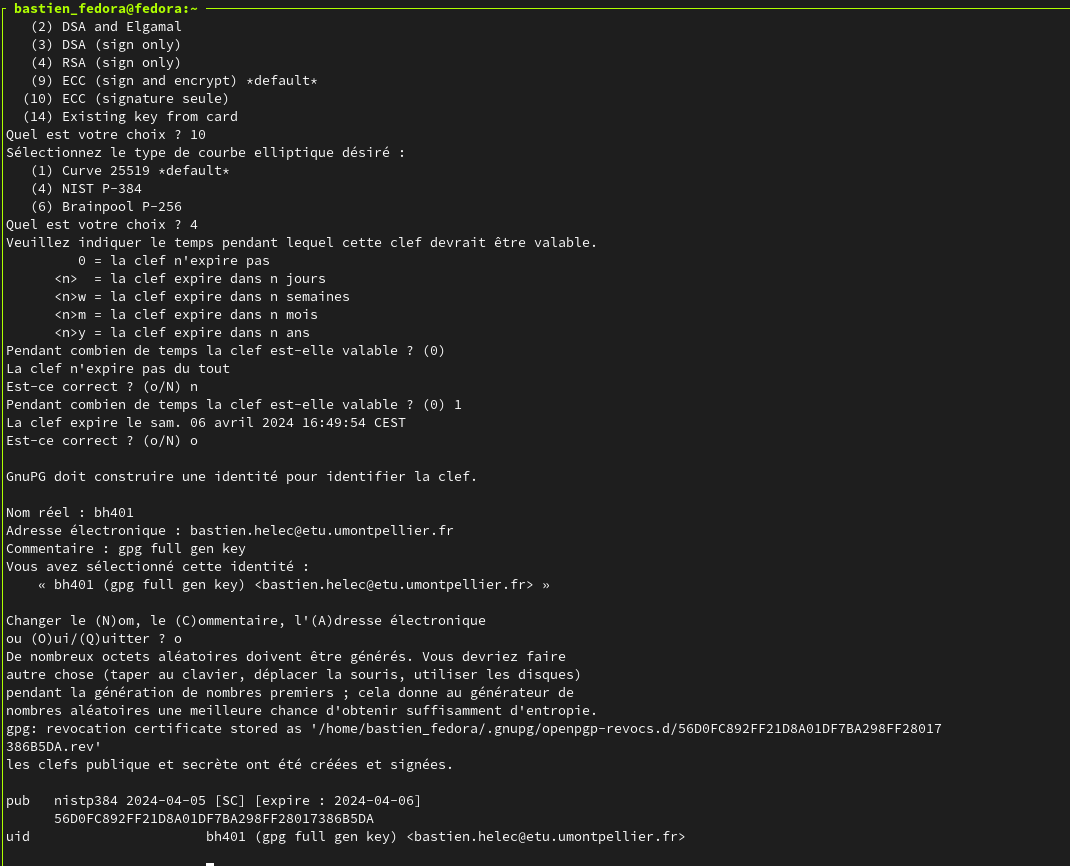 bastien_fedora@fedora:~
(2) DSA and Elgamal
(3) DSA (sign only)
(4) RSA (sign only)
(9) ECC (sign and encrypt) *default*
(10) ECC (signature seule)
(14) Existing key from card
Quel est votre choix ? 10
Sélectionnez le type de courbe elliptique désiré :
(1) Curve 25519 *default*
(4) NIST P-384
(6) Brainpool P-256
Quel est votre choix ? 4
Veuillez indiquer le temps pendant lequel cette clef devrait être valable.
0 = la clef n'expire pas
<n>  = la clef expire dans n jours
<n>w = la clef expire dans n semaines
<n>m = la clef expire dans n mois
<n>y = la clef expire dans n ans
Pendant combien de temps la clef est-elle valable ? (0)
La clef n'expire pas du tout
Est-ce correct ? (o/N) n
Pendant combien de temps la clef est-elle valable ? (0) 1
La clef expire le sam. 06 avril 2024 16:49:54 CEST
Est-ce correct ? (o/N) o
GnuPG doit construire une identité pour identifier la clef.
Nom réel : bh401
Adresse électronique : bastien.helec@etu.umontpellier.fr
Commentaire : gpg full gen key
Vous avez sélectionné cette identité :
« bh401 (gpg full gen key) <bastien.helec@etu.umontpellier.fr> »
Changer le (N)om, le (C)ommentaire, l'(A)dresse électronique
ou (O)ui/(Q)uitter ? o
De nombreux octets aléatoires doivent être générés. Vous devriez faire
autre chose (taper au clavier, déplacer la souris, utiliser les disques)
pendant la génération de nombres premiers ; cela donne au générateur de
nombres aléatoires une meilleure chance d'obtenir suffisamment d'entropie.
gpg: revocation certificate stored as '/home/bastien_fedora/.gnupg/openpgp-revocs.d/56D0FC892FF21D8A01DF7BA298FF28017
386B5DA.rev'
les clefs publique et secrète ont été créées et signées.
pub   nistp384 2024-04-05 [SC] [expire : 2024-04-06]
56D0FC892FF21D8A01DF7BA298FF28017386B5DA
uid                      bh401 (gpg full gen key) <bastien.helec@etu.umontpellier.fr>